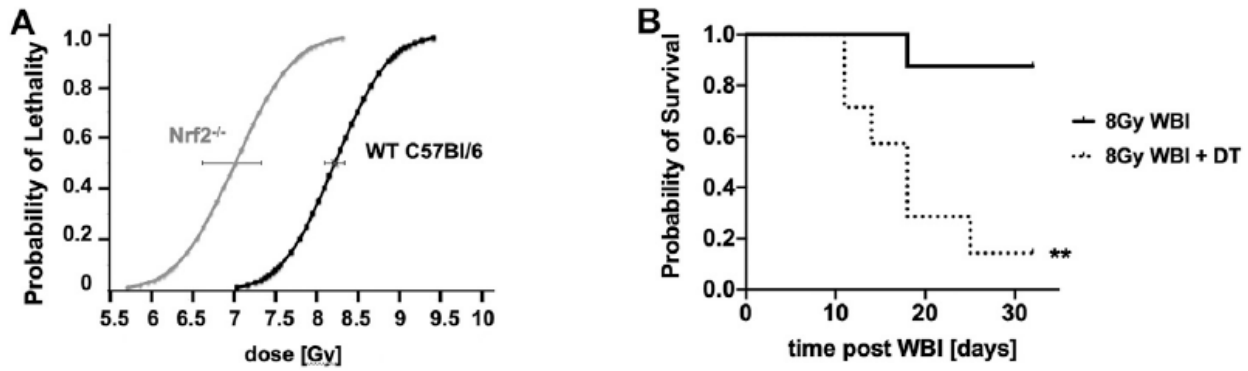 A
Probability of Lethality
1.0
0.8
0.6
0.4
0.2
0
Nrf2-/-
WT C57Bl/6
5.5 6 6.5 7 7.5 8 8.5 9 9.5 10
dose [Gy]
B
Probability of Survival
1.0
0.8
0.6
0.4
0.2
0.0
**
0 10 20 30
time post WBI [days]
8Gy WBI
8Gy WBI + DT